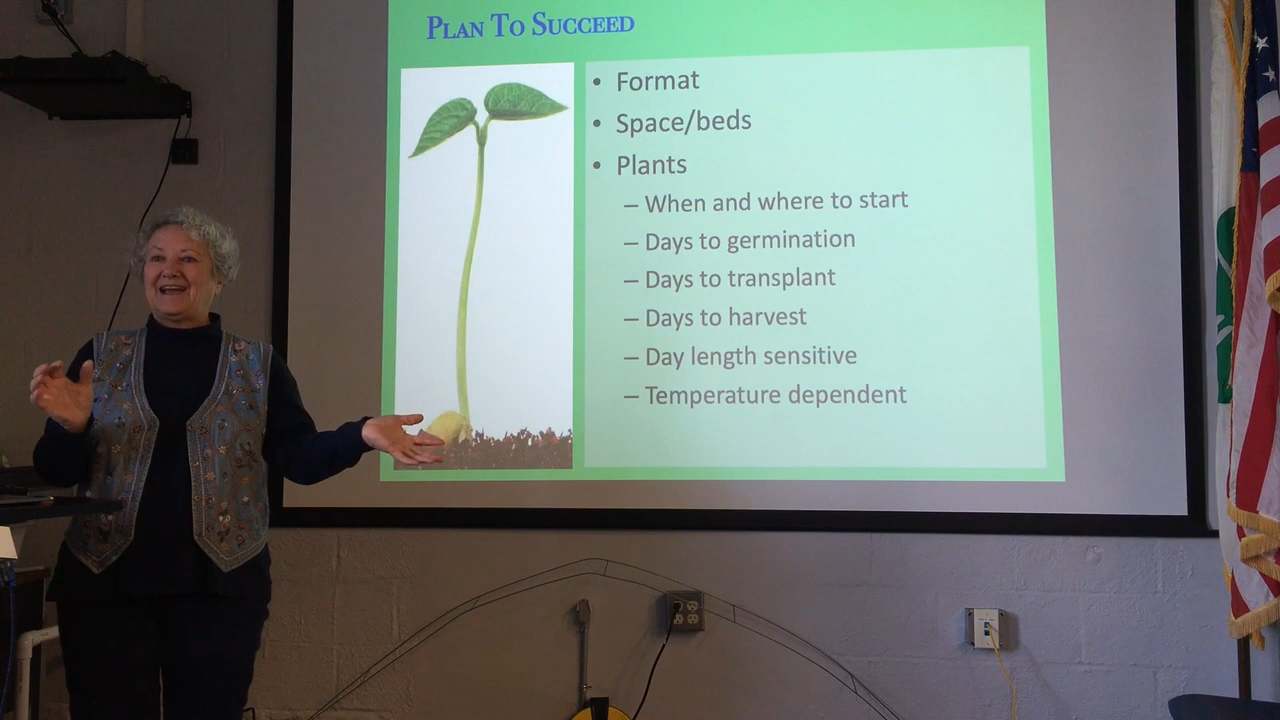 Plan To Succeed
• Format
• Space/beds
• Plants
– When and where to start
– Days to germination
– Days to transplant
– Days to harvest
– Day length sensitive
– Temperature dependent